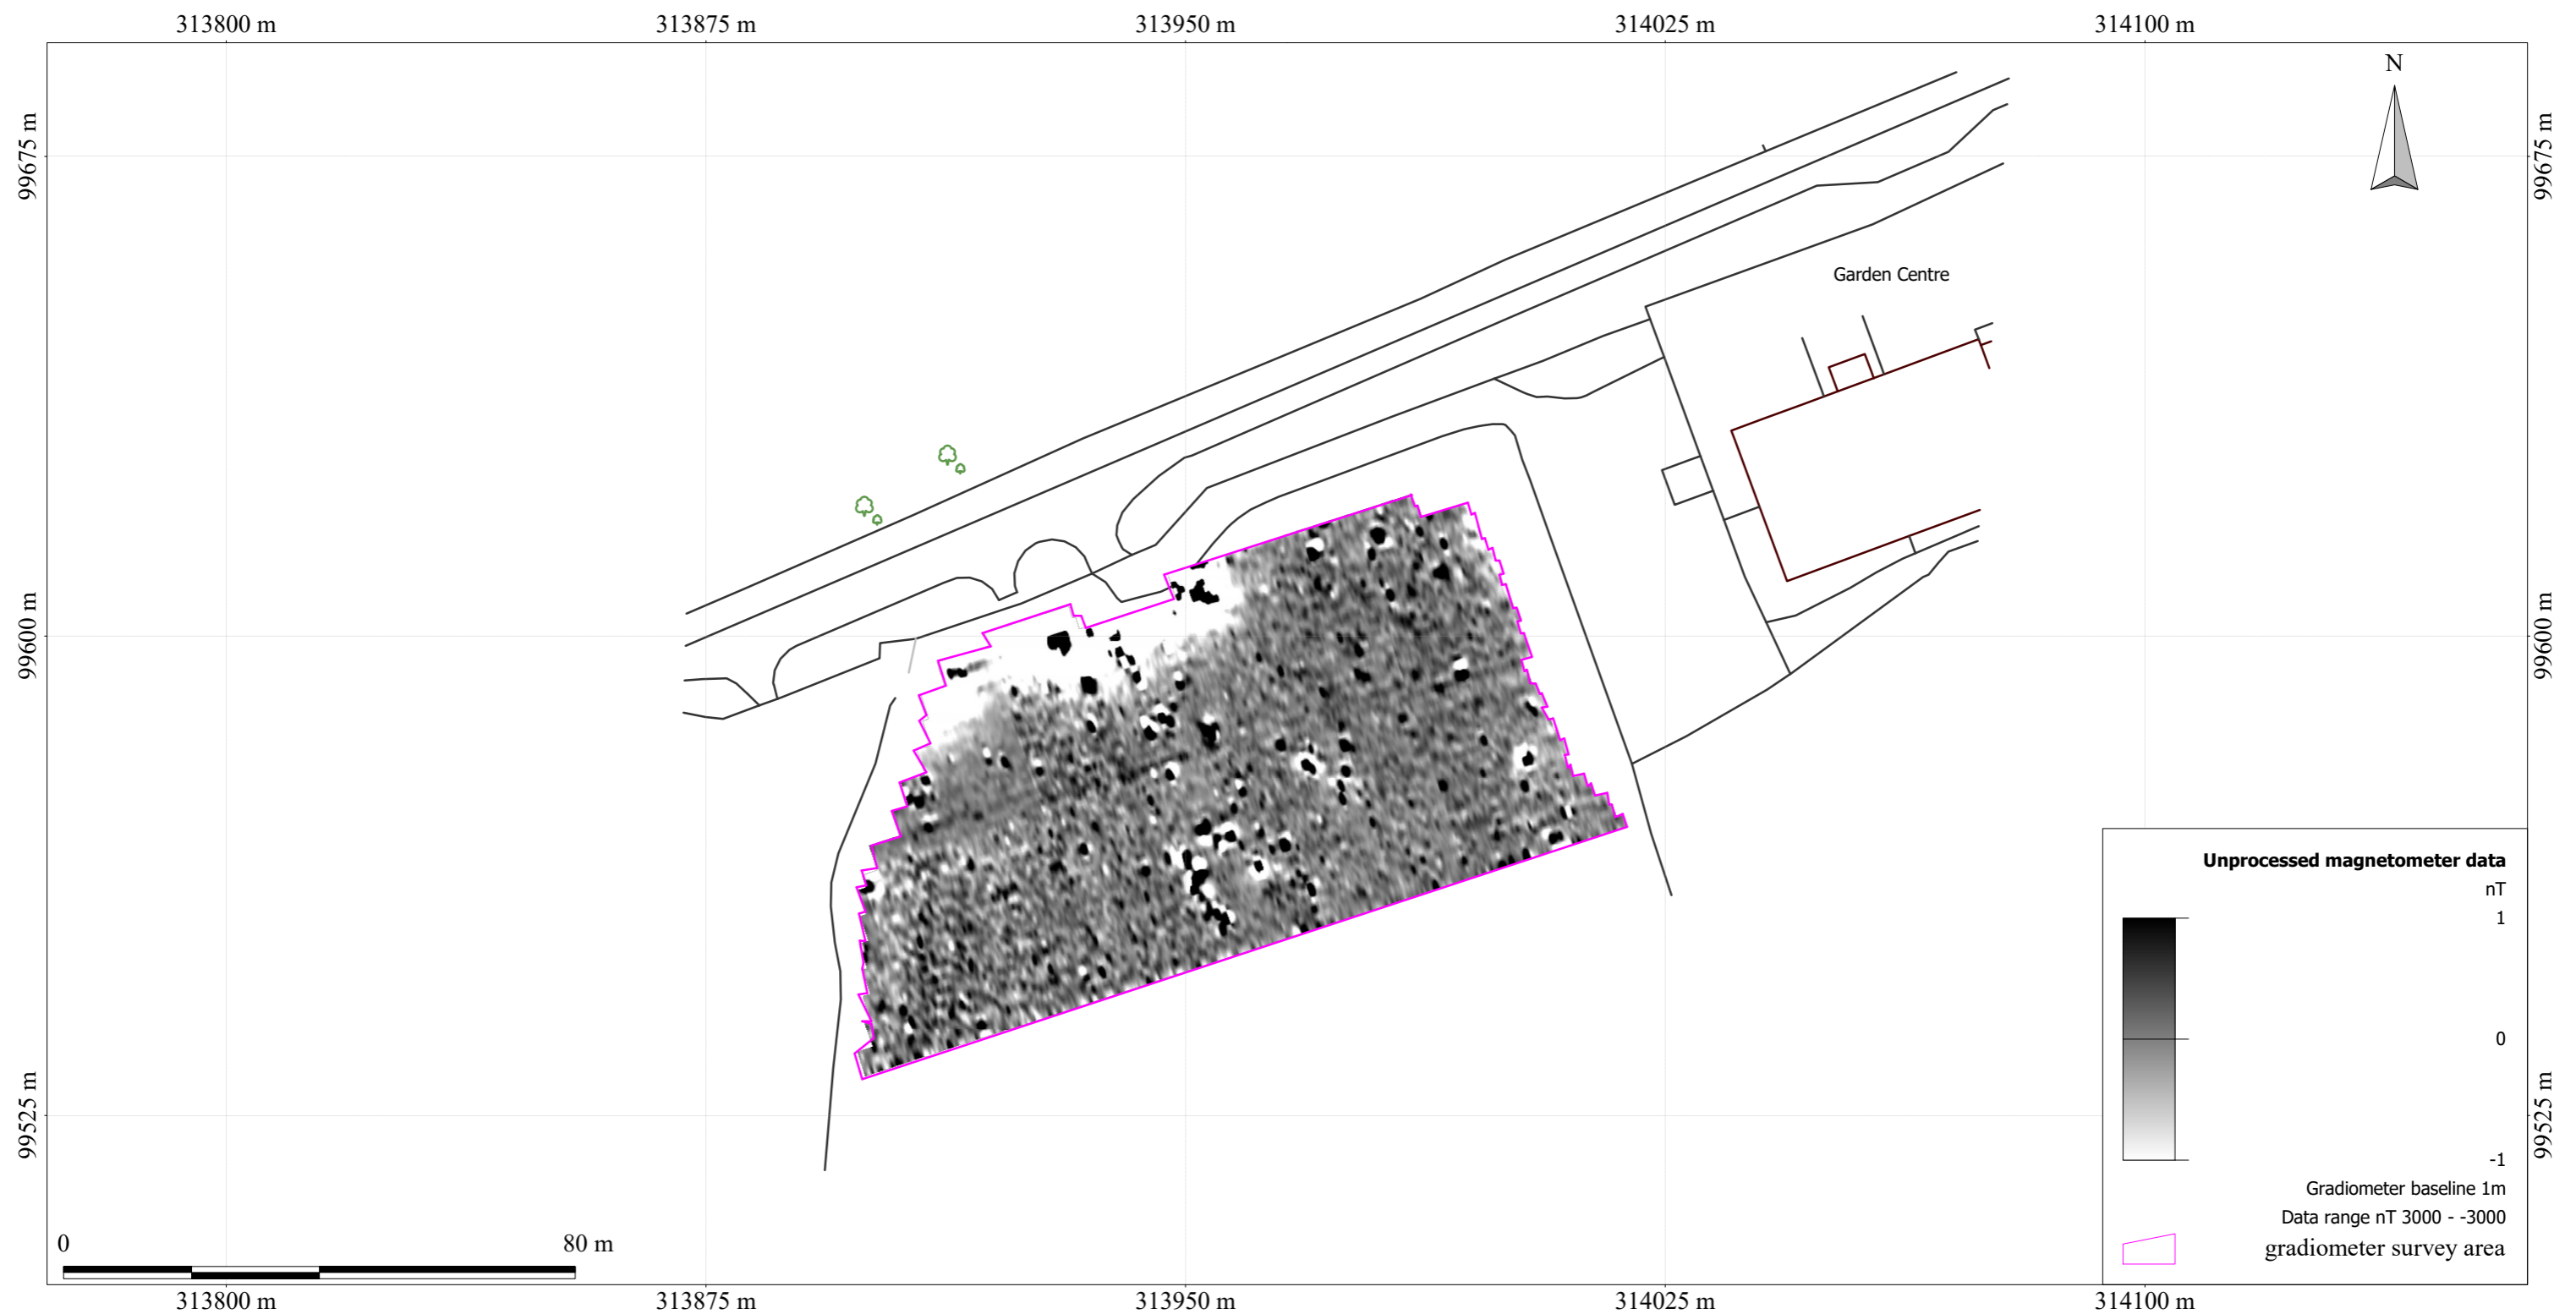 313800 m 313875 m 313950 m 314025 m 314100 m
N
99675 m 99675 m
Garden Centre
99600 m 99600 m
Unprocessed magnetometer data
nT
1
0
-1
99525 m 99525 m
Gradiometer baseline 1m
Data range nT 3000 - -3000
gradiometer survey area
0 80 m
313800 m 313875 m 313950 m 314025 m 314100 m